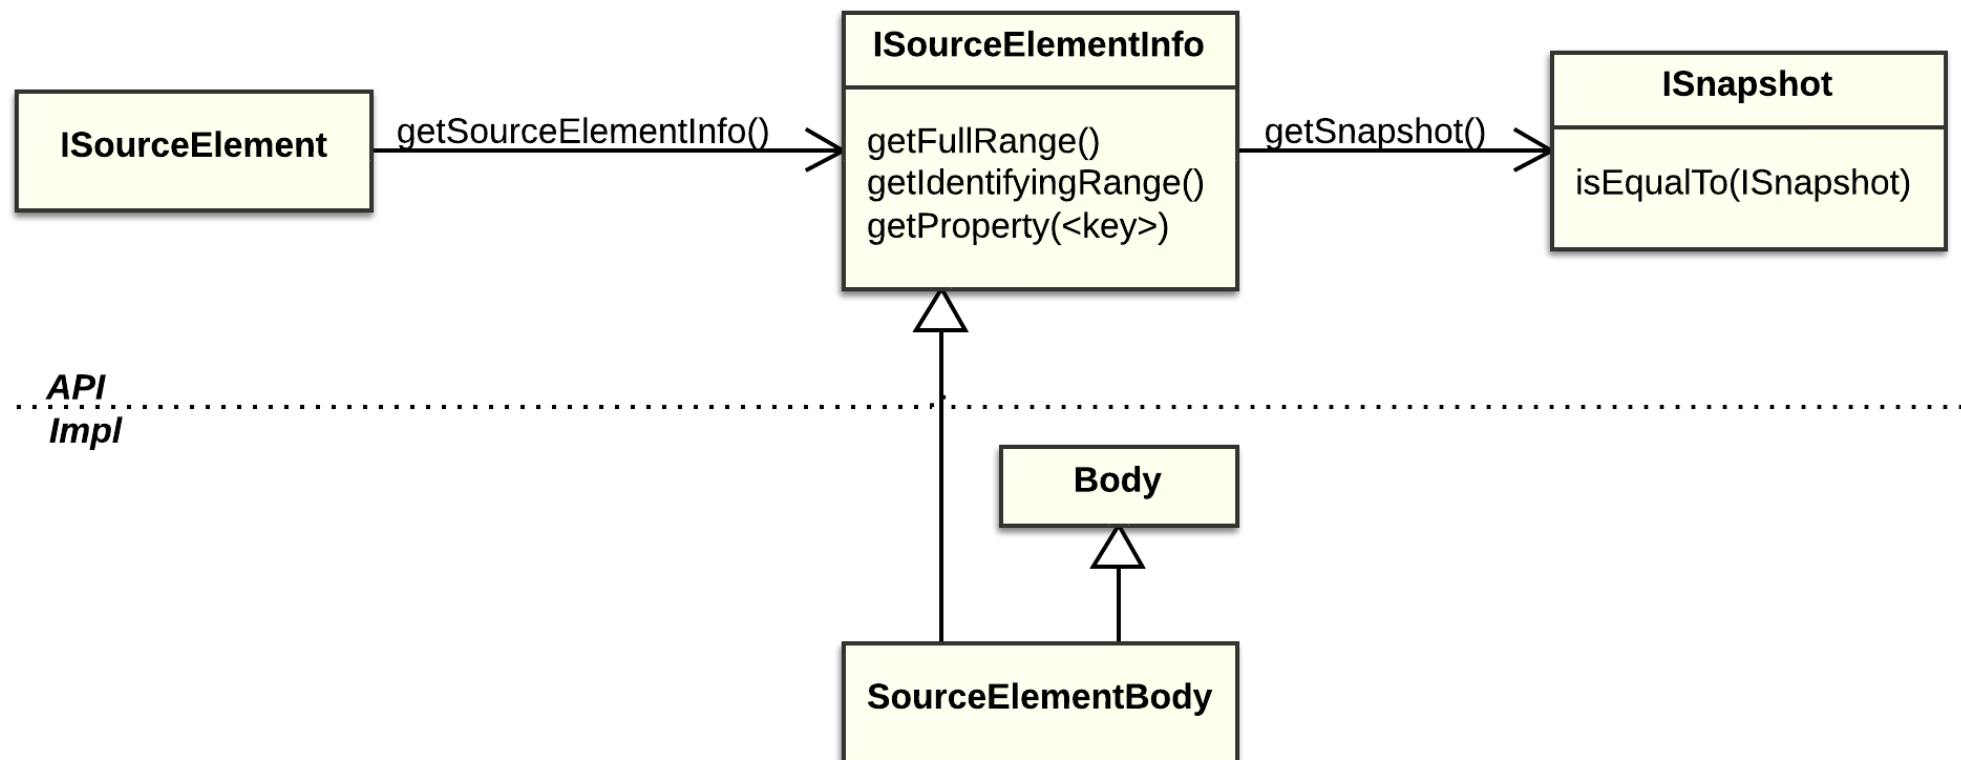 ISourceElement
getSourceElementInfo()
ISourceElementInfo
getFullRange()
getIdentifyingRange()
getProperty(<key>)
getSnapshot()
ISnapshot
isEqualTo(ISnapshot)
API
Impl
Body
SourceElementBody